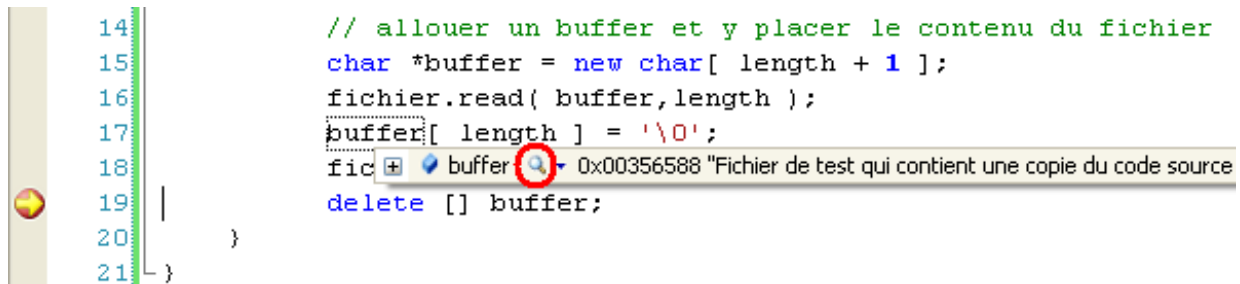 14 // allouer un buffer et y placer le contenu du fichier
15 char *buffer = new char[ length + 1 ];
16 fichier.read( buffer,length );
17 buffer[ length ] = '\0';
18 fic buffer 0x00356588 "Fichier de test qui contient une copie du code source
19 delete [] buffer;
20 }
21 }